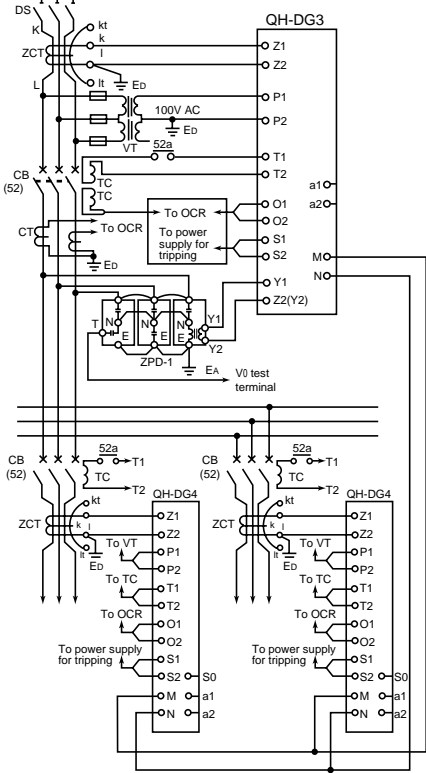 DS
K
kt
k
l
ZCT
L
lt
ED
100V AC
ED
VT
52a
TC
TC
CB
(52)
CT
To OCR
ED
To OCR
To power
supply for
tripping
QH-DG3
Z1
Z2
P1
P2
T1
T2
O1
O2
S1
S2
Y1
Z2(Y2)
a1
a2
M
N
T
N
N
N
E
E
E
Y1
Y2
ZPD-1
EA
V0 test
terminal
CB
(52)
52a
T1
TC
T2
kt
ZCT
k
l
lt
ED
To VT
To TC
To OCR
To power supply
for tripping
QH-DG4
Z1
Z2
P1
P2
T1
T2
O1
O2
S1
S2
S0
M
a1
N
a2
CB
(52)
52a
T1
TC
T2
kt
ZCT
k
l
lt
ED
To VT
To TC
To OCR
To power supply
for tripping
QH-DG4
Z1
Z2
P1
P2
T1
T2
O1
O2
S1
S2
S0
M
a1
N
a2